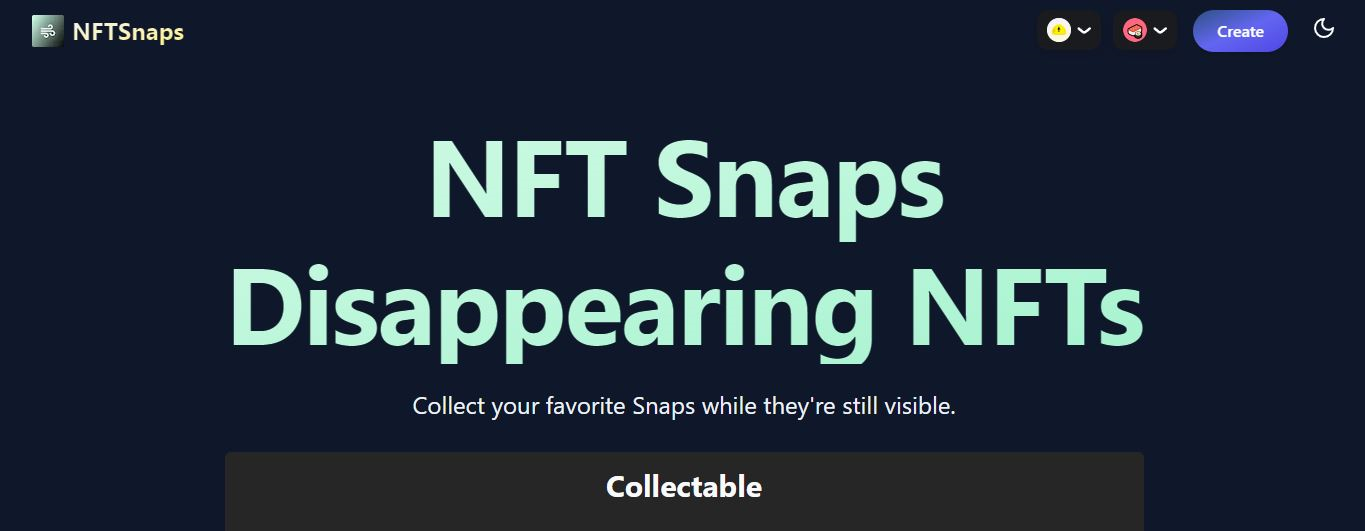 NFTSnaps
Create
NFT Snaps
Disappearing NFTs
Collect your favorite Snaps while they're still visible.
Collectable